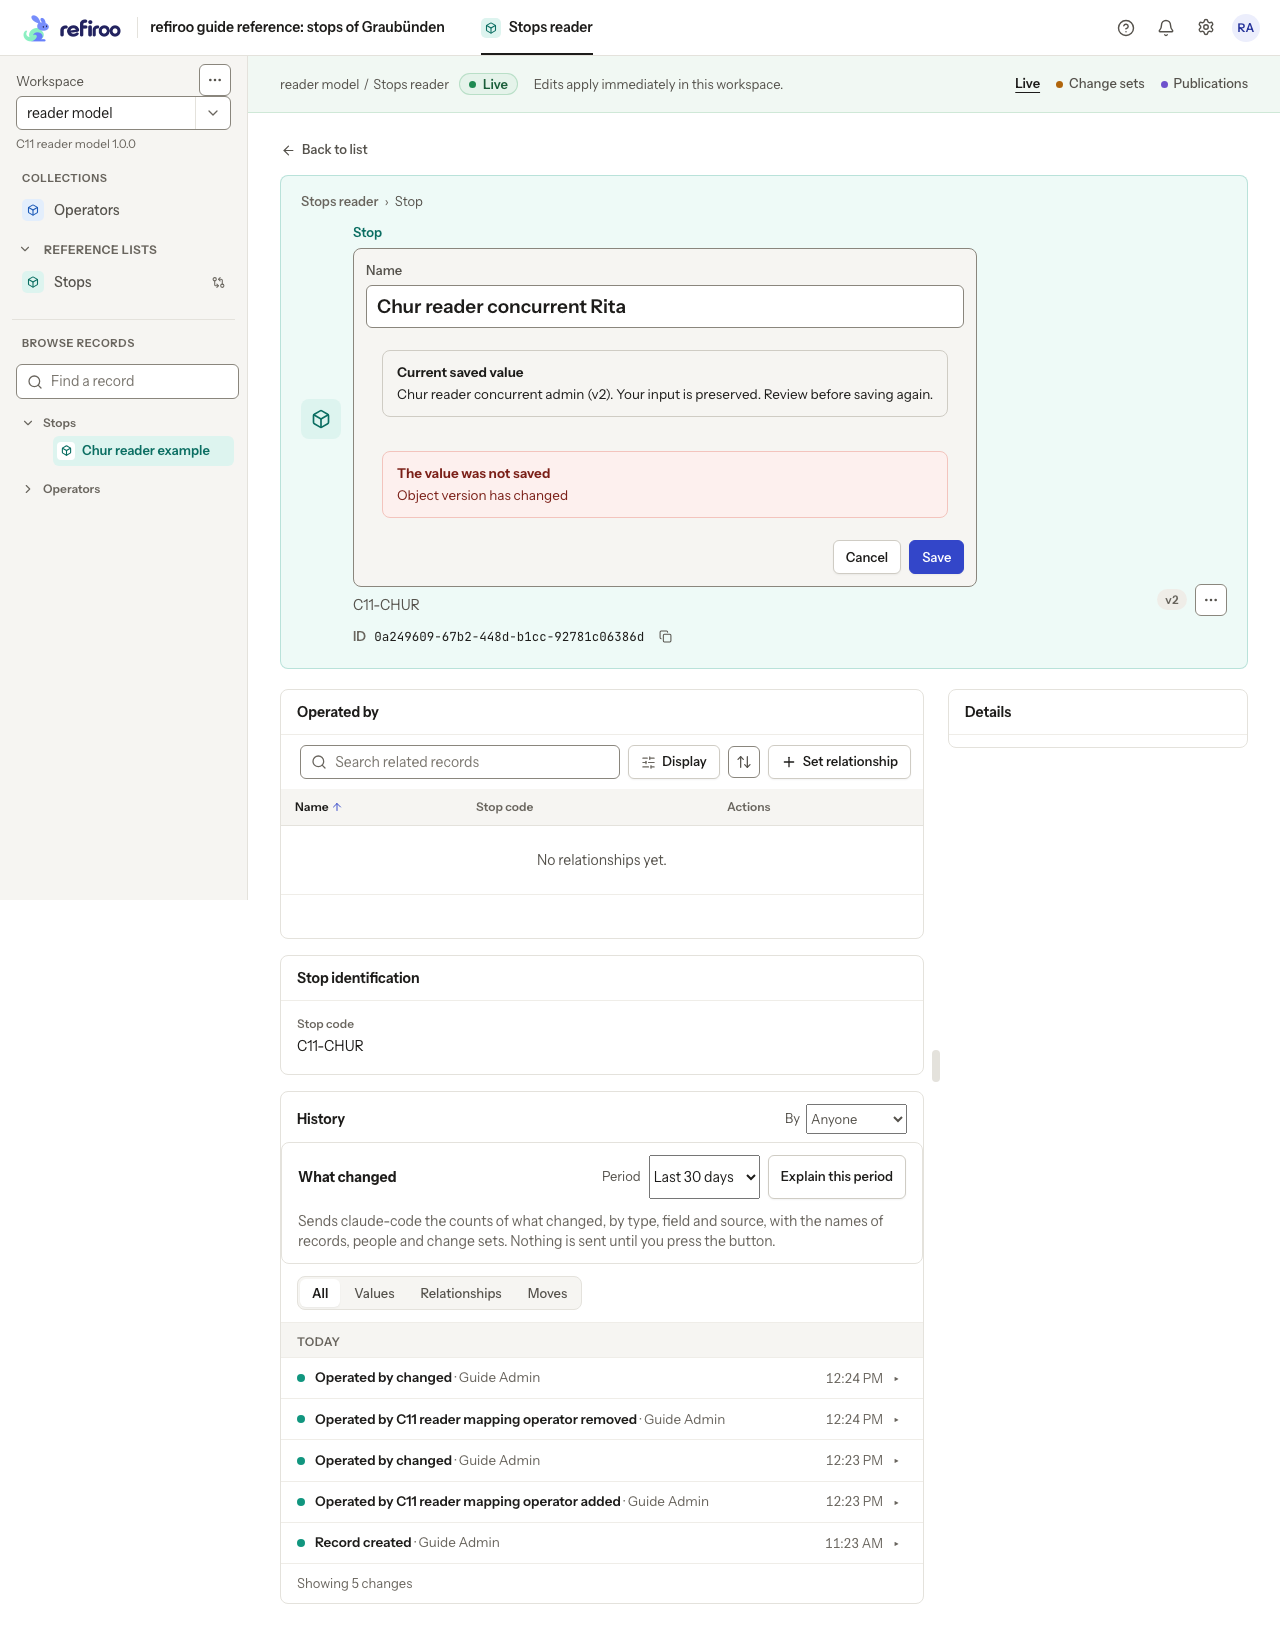 refiroo
refiroo guide reference: stops of Graubünden
Stops reader
RA
Workspace
reader model
C11 reader model 1.0.0
COLLECTIONS
Operators
REFERENCE LISTS
Stops
BROWSE RECORDS
Find a record
Stops
Chur reader example
Operators
reader model / Stops reader
Live
Edits apply immediately in this workspace.
Live
Change sets
Publications
Back to list
Stops reader › Stop
Stop
Name
Chur reader concurrent Rita
Current saved value
Chur reader concurrent admin (v2). Your input is preserved. Review before saving again.
The value was not saved
Object version has changed
Cancel
Save
C11-CHUR
ID 0a249609-67b2-448d-b1cc-92781c06386d
v2
Operated by
Search related records
Display
Set relationship
Name
Stop code
Actions
No relationships yet.
Details
Stop identification
Stop code
C11-CHUR
History
By
Anyone
What changed
Period
Last 30 days
Explain this period
Sends claude-code the counts of what changed, by type, field and source, with the names of
records, people and change sets. Nothing is sent until you press the button.
All
Values
Relationships
Moves
TODAY
Operated by changed · Guide Admin 12:24 PM
Operated by C11 reader mapping operator removed · Guide Admin 12:24 PM
Operated by changed · Guide Admin 12:23 PM
Operated by C11 reader mapping operator added · Guide Admin 12:23 PM
Record created · Guide Admin 11:23 AM
Showing 5 changes